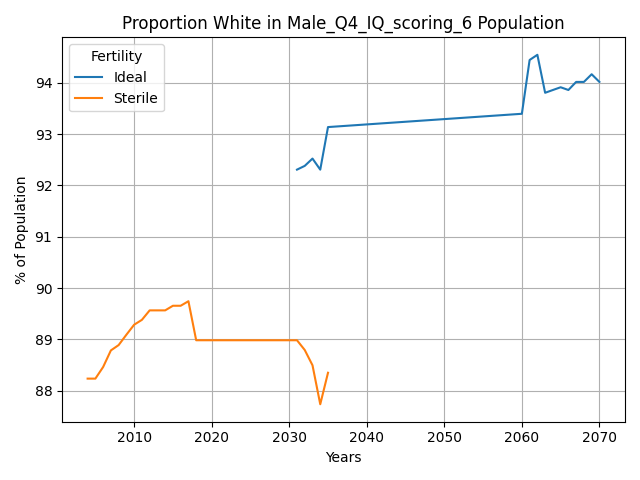 Proportion White in Male_Q4_IQ_scoring_6 Population
Fertility
Ideal
Sterile
94
93
92
91
90
89
88
% of Population
2010 2020 2030 2040 2050 2060 2070
Years